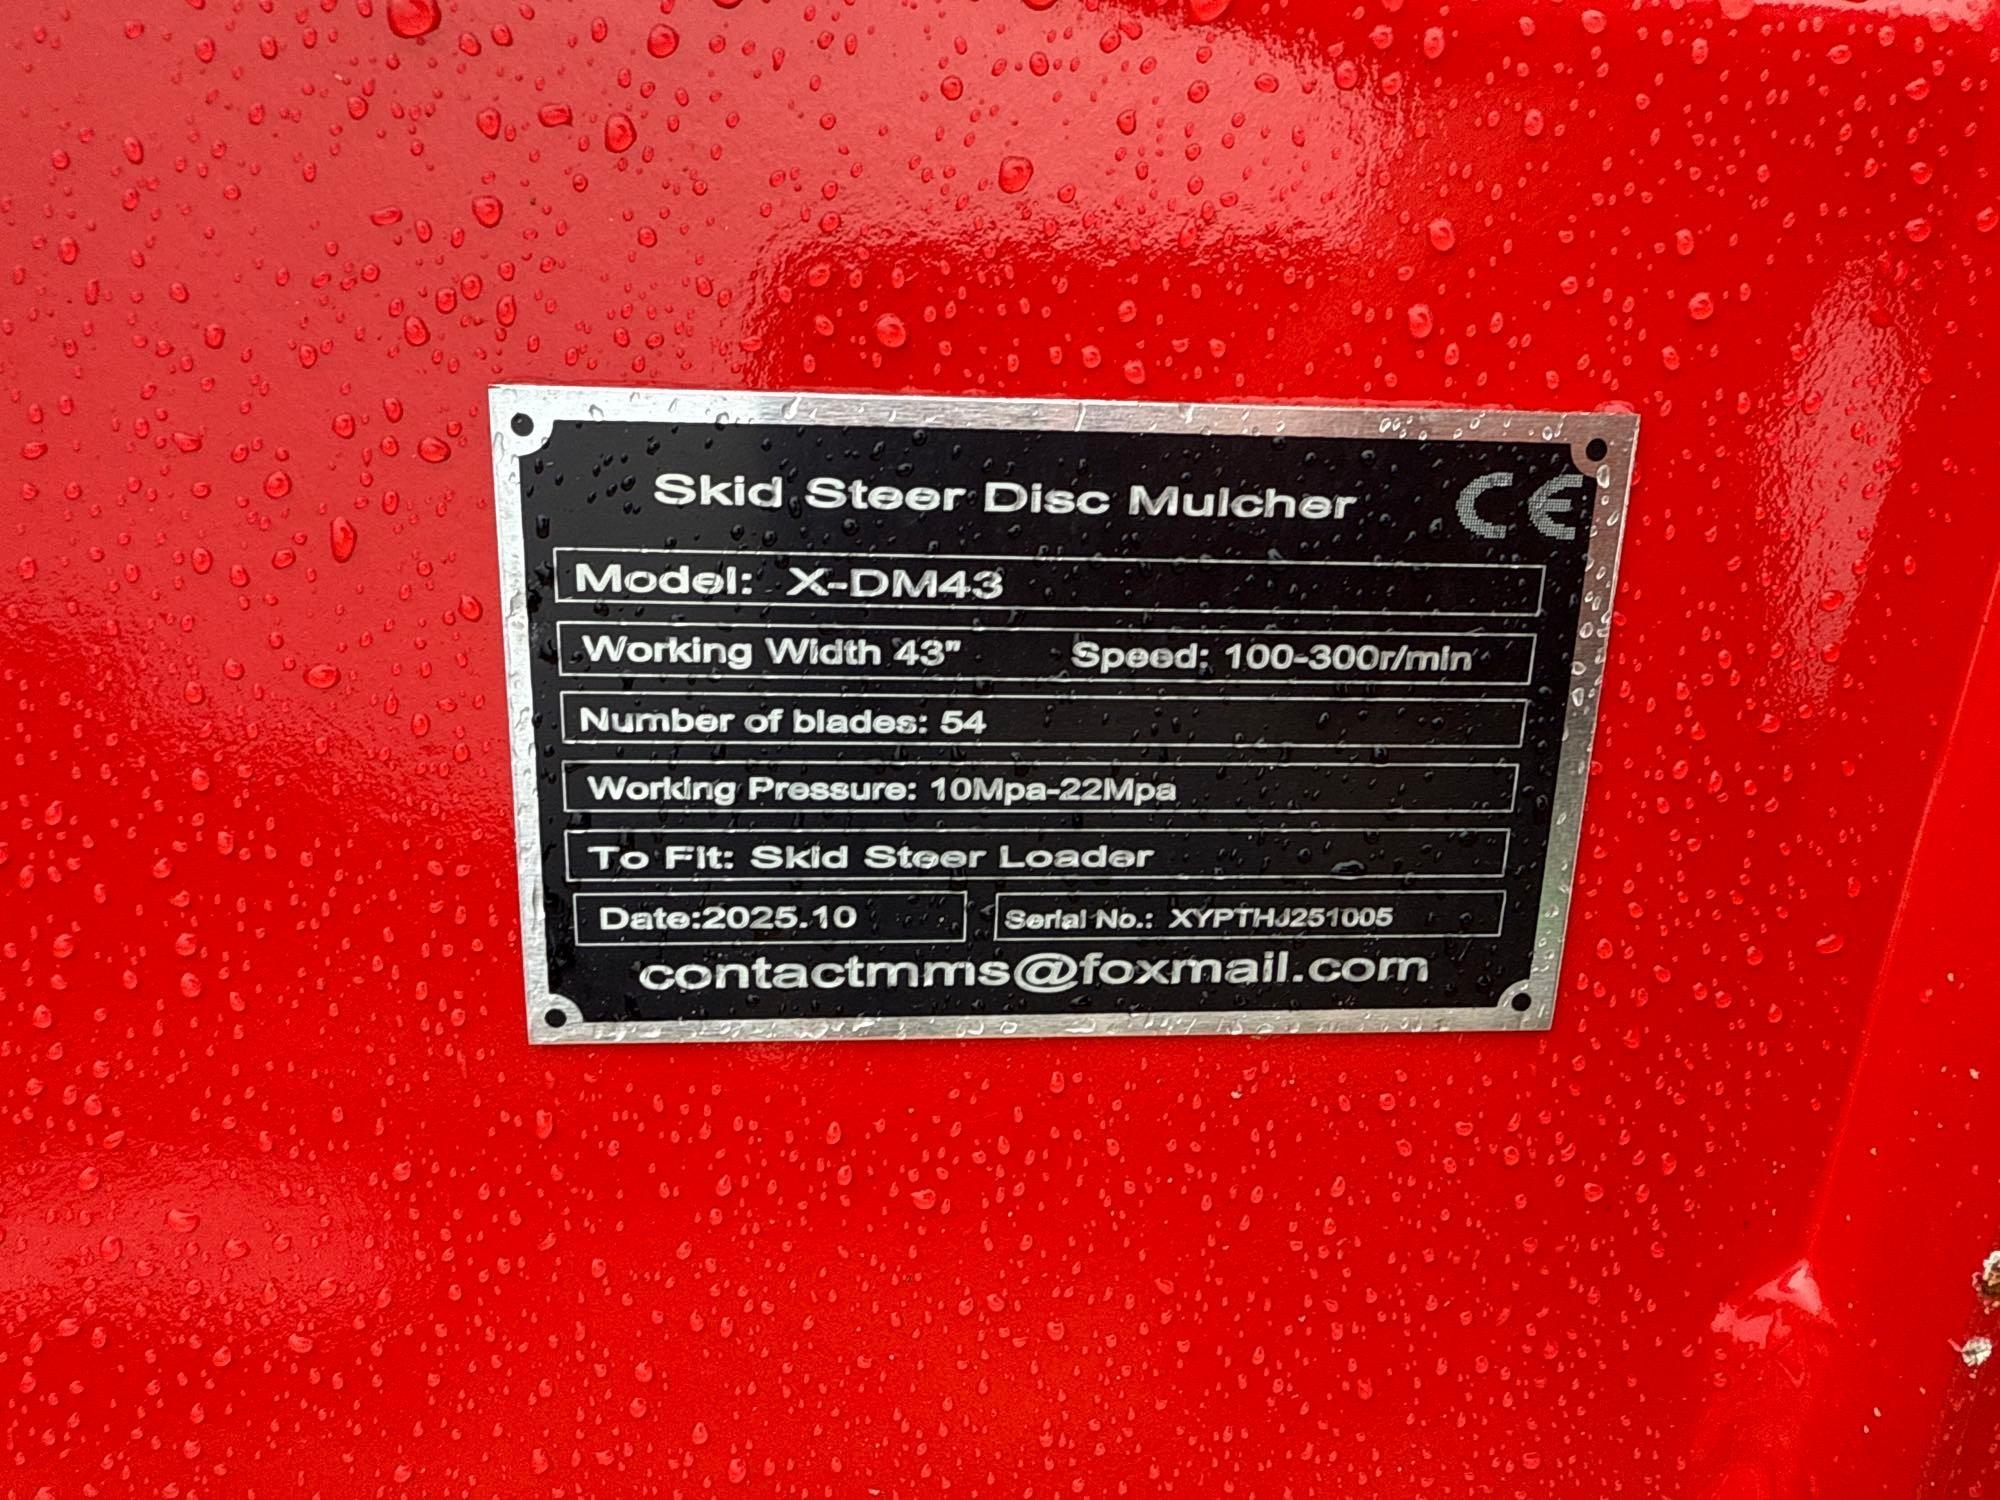 Skid Steer Disc Mulcher CE
Model: X-DM43
Working Width 43" Speed: 100-300r/min
Number of blades: 54
Working Pressure: 10Mpa-22Mpa
To Fit: Skid Steer Loader
Date:2025.10 Serial No.: XYPTHJ251005
contactmms@foxmail.com